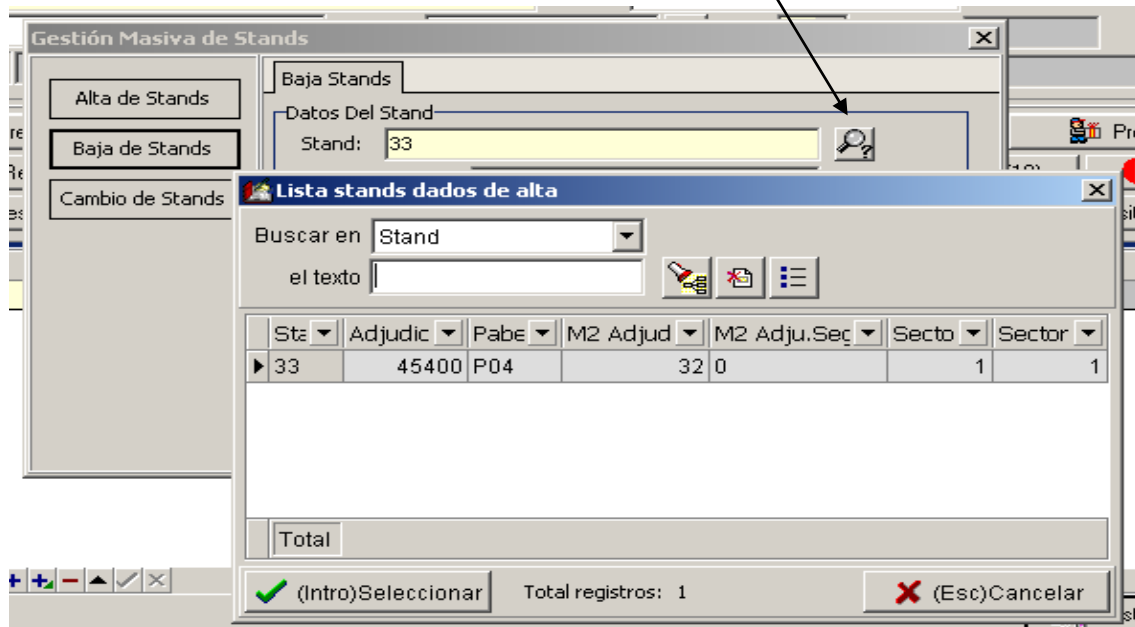 Gestión Masiva de Stands
Alta de Stands
Baja de Stands
Cambio de Stands
Baja Stands
Datos Del Stand
Stand: 33
Pr
Lista stands dados de alta
Buscar en Stand
el texto
Sta Adjudic Pabe M2 Adjud M2 Adju.Seg Secto Sector
33 45400 P04 32 0 1 1
Total
(Intro)Seleccionar Total registros: 1 (Esc)Cancelar